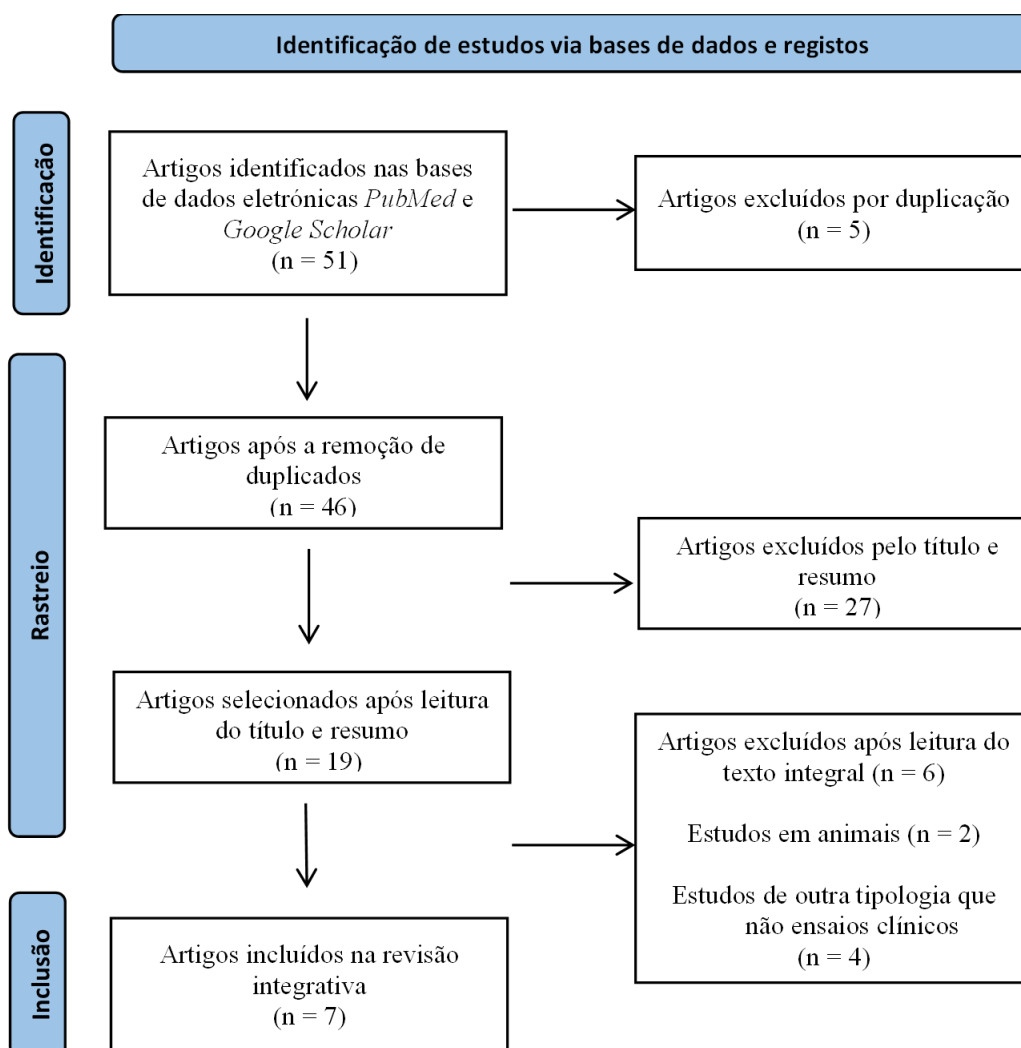 Identificação de estudos via bases de dados e registos
Identificação
Artigos identificados nas bases
de dados eletrónicas PubMed e
Google Scholar
(n = 51)
Artigos excluídos por duplicação
(n = 5)
Rastreio
Artigos após a remoção de
duplicados
(n = 46)
Artigos excluídos pelo título e
resumo
(n = 27)
Artigos selecionados após leitura
do título e resumo
(n = 19)
Artigos excluídos após leitura do
texto integral (n = 6)
Estudos em animais (n = 2)
Estudos de outra tipologia que
não ensaios clínicos
(n = 4)
Inclusão
Artigos incluídos na revisão
integrativa
(n = 7)